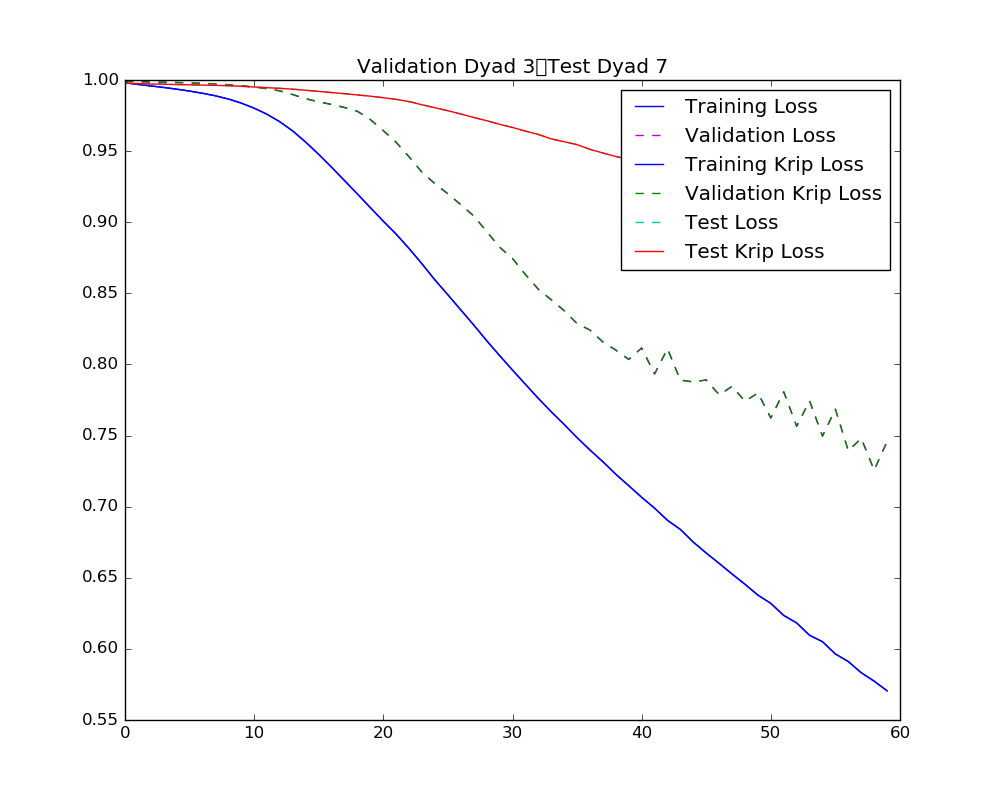 Validation Dyad 3▯Test Dyad 7
1.00
0.95
0.90
0.85
0.80
0.75
0.70
0.65
0.60
0.55
0 10 20 30 40 50 60
Training Loss
Validation Loss
Training Krip Loss
Validation Krip Loss
Test Loss
Test Krip Loss